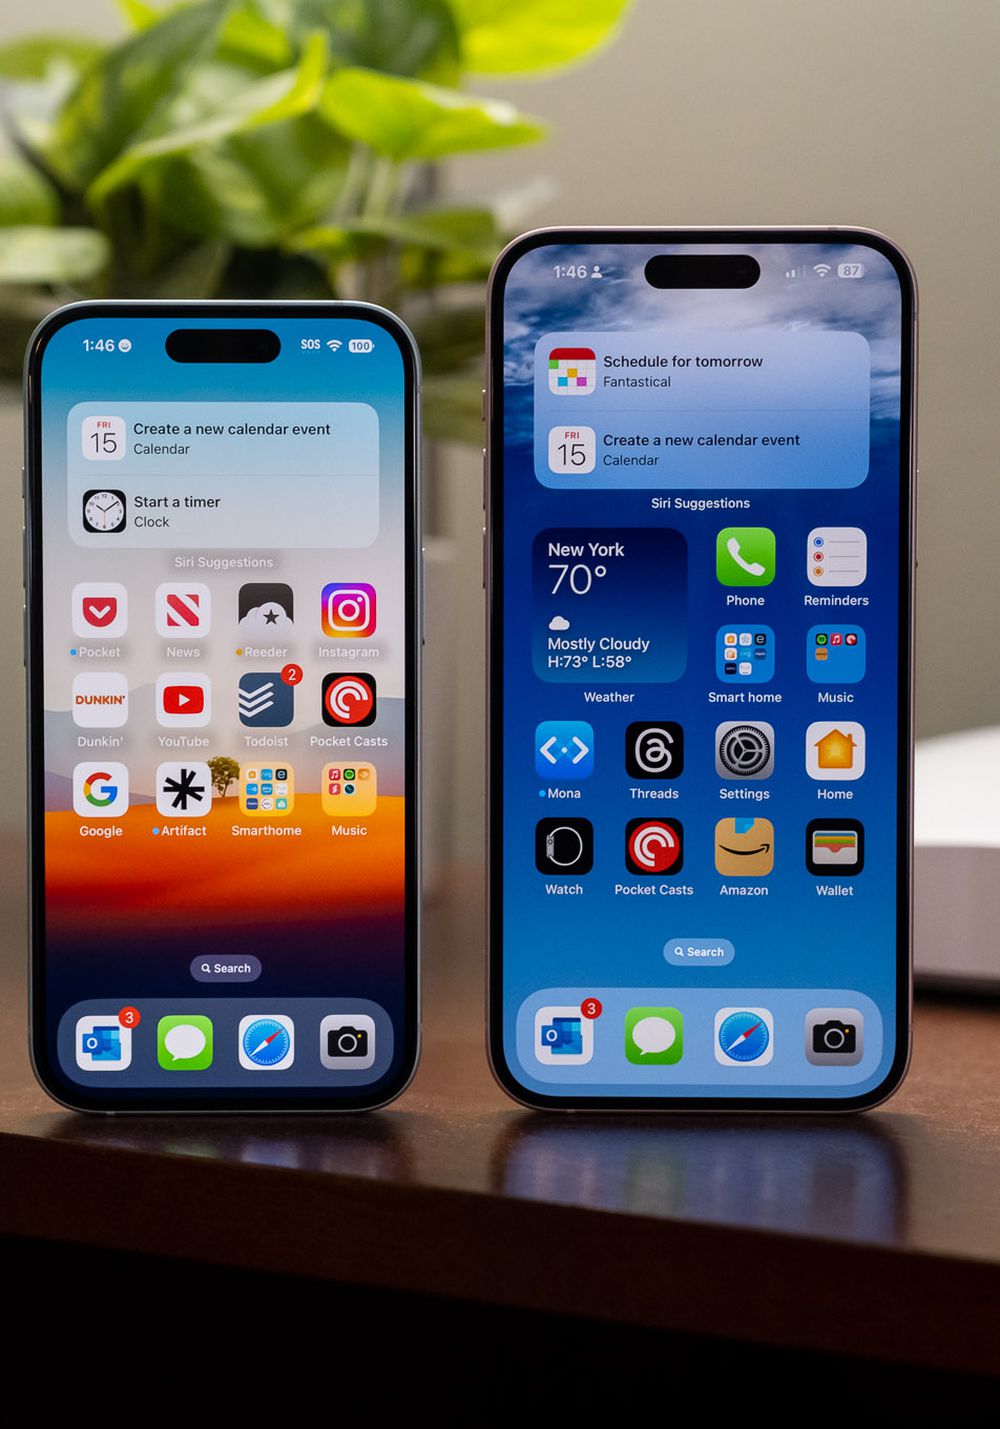 1:46
SOS
100
FRI
15
Create a new calendar event
Calendar
Start a timer
Clock
Siri Suggestions
Pocket
News
Reeder
Instagram
DUNKIN'
2
Dunkin'
YouTube
Todoist
Pocket Casts
Google
Artifact
Smarthome
Music
Search
3
O
1:46
87
Schedule for tomorrow
Fantastical
FRI
15
Create a new calendar event
Calendar
Siri Suggestions
New York
70°
Mostly Cloudy
H:73° L:58°
Weather
Phone
Reminders
Smart home
Music
Mona
Threads
Settings
Home
Watch
Pocket Casts
Amazon
Wallet
Search
3
O